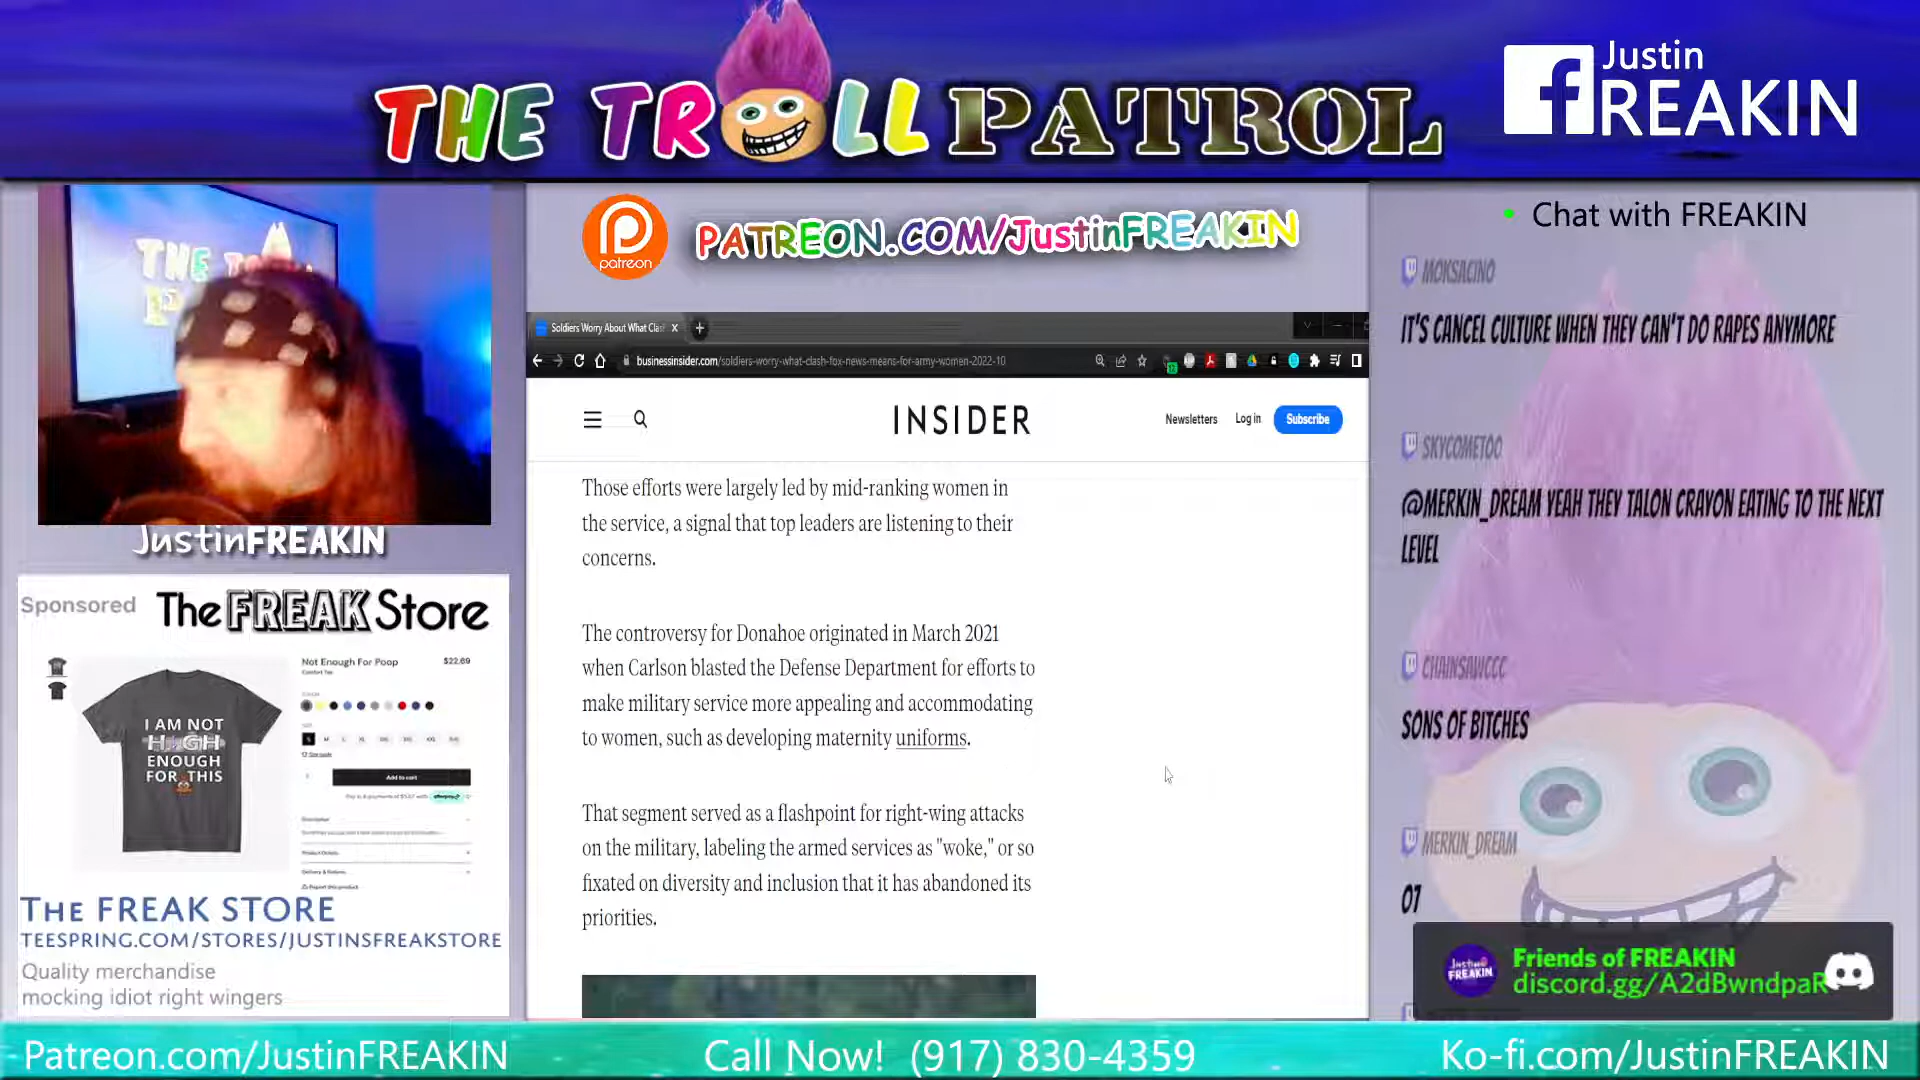 THE TROLL PATROL
Justin
FREAKIN
patreon
PATREON.COM/JustinFREAKIN
Chat with FREAKIN
MOKSACINO
IT'S CANCEL CULTURE WHEN THEY CAN'T DO RAPES ANYMORE
SKYCOMETOO
@MERKIN_DREAM YEAH THEY TALON CRAYON EATING TO THE NEXT
LEVEL
CHAINSAWCCC
SONS OF BITCHES
MERKIN_DREAM
O7
Friends of FREAKIN
discord.gg/A2dBwndpaR
THE T
JustinFREAKIN
Soldiers Worry About What Clas
businessinsider.com/soldiers-worry-what-clash-fox-news-means-for-army-women-2022-10
INSIDER
Newsletters
Log in
Subscribe
Those efforts were largely led by mid-ranking women in
the service, a signal that top leaders are listening to their
concerns.
The controversy for Donahoe originated in March 2021
when Carlson blasted the Defense Department for efforts to
make military service more appealing and accommodating
to women, such as developing maternity uniforms.
That segment served as a flashpoint for right-wing attacks
on the military, labeling the armed services as "woke," or so
fixated on diversity and inclusion that it has abandoned its
priorities.
Sponsored
The FREAK Store
Not Enough For Poop
$22.69
Comfort Tee
I AM NOT
HIGH
ENOUGH
FOR THIS
Add to cart
THE FREAK STORE
TEESPRING.COM/STORES/JUSTINSFREAKSTORE
Quality merchandise
mocking idiot right wingers
Patreon.com/JustinFREAKIN
Call Now! (917) 830-4359
Ko-fi.com/JustinFREAKIN